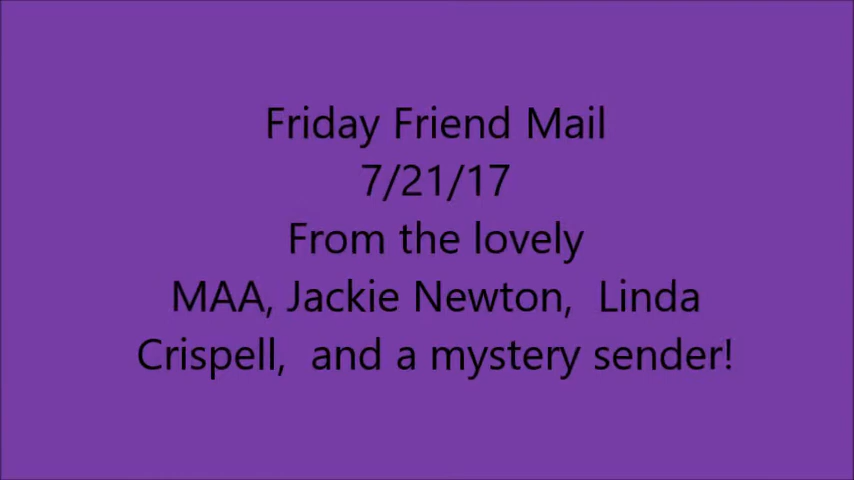 Friday Friend Mail
7/21/17
From the lovely
MAA, Jackie Newton,  Linda
Crispell,  and a mystery sender!